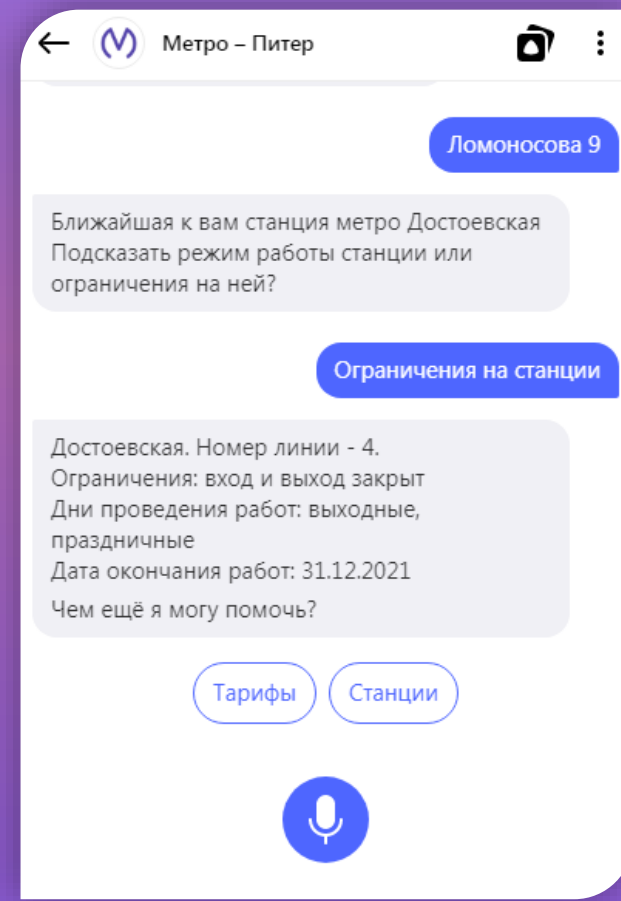 Метро – Питер
Ломоносова 9
Ближайшая к вам станция метро Достоевская
Подсказать режим работы станции или
ограничения на ней?
Ограничения на станции
Достоевская. Номер линии - 4.
Ограничения: вход и выход закрыт
Дни проведения работ: выходные,
праздничные
Дата окончания работ: 31.12.2021
Чем ещё я могу помочь?
Тарифы
Станции